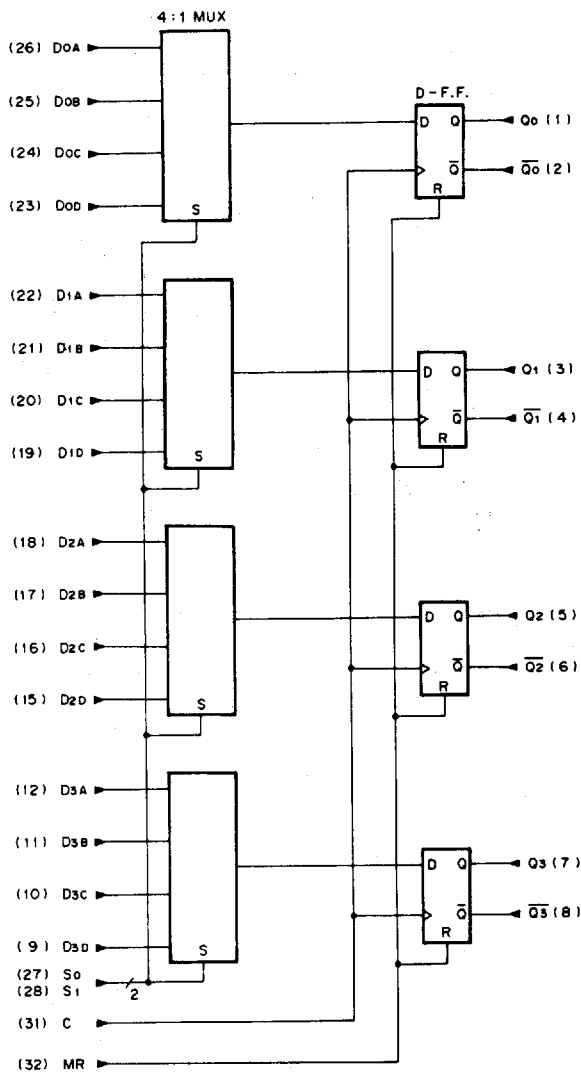 4:1 MUX
(26) D0A
(25) D0B
(24) D0C
(23) D0D
S
D-F.F.
D Q Q0 (1)
Q̅ Q̅0̅ (2)
R
(22) D1A
(21) D1B
(20) D1C
(19) D1D
S
D Q Q1 (3)
Q̅ Q̅1̅ (4)
R
(18) D2A
(17) D2B
(16) D2C
(15) D2D
S
D Q Q2 (5)
Q̅ Q̅2̅ (6)
R
(12) D3A
(11) D3B
(10) D3C
(9) D3D
S
D Q Q3 (7)
Q̅ Q̅3̅ (8)
R
(27) S0
(28) S1
2
(31) C
(32) MR